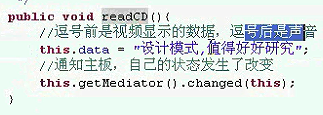 */
public void readCD(){
//逗号前是视频显示的数据，逗号后是声音
this.data = "设计模式,值得好好研究";
//通知主板，自己的状态发生了改变
this.getMediator().changed(this);
}